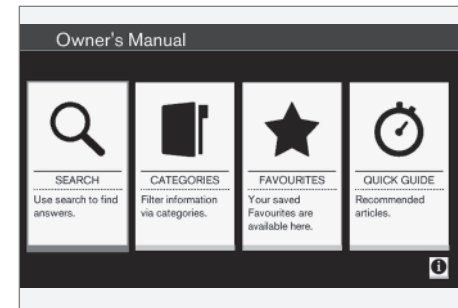 Owner's Manual
SEARCH
Use search to find
answers.
CATEGORIES
Filter information
via categories.
FAVOURITES
Your saved
Favourites are
available here.
QUICK GUIDE
Recommended
articles.
i